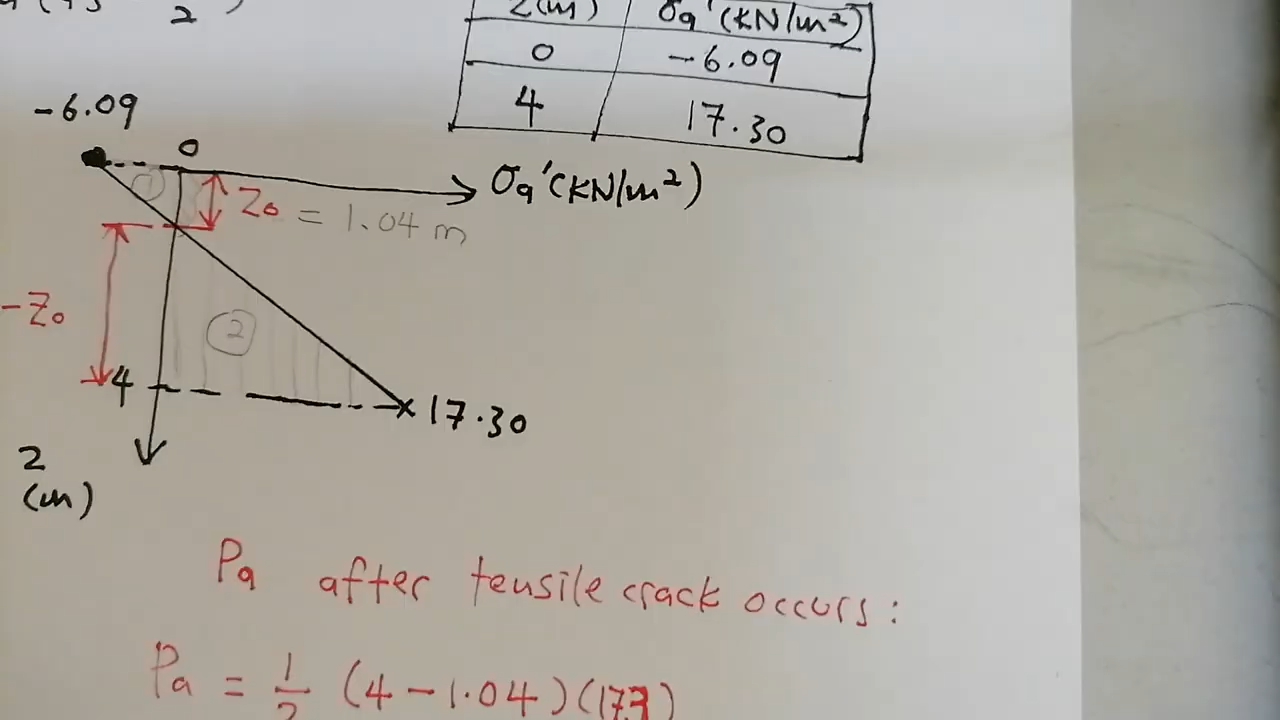 2
z(m) σa'(KN/m²)
0 -6.09
4 17.30
-6.09
0
σa'(KN/m²)
Zo = 1.04 m
1
-Zo
2
4
17.30
z
(m)
Pa after tensile crack occurs:
Pa = 1/2 (4-1.04)(17.3)